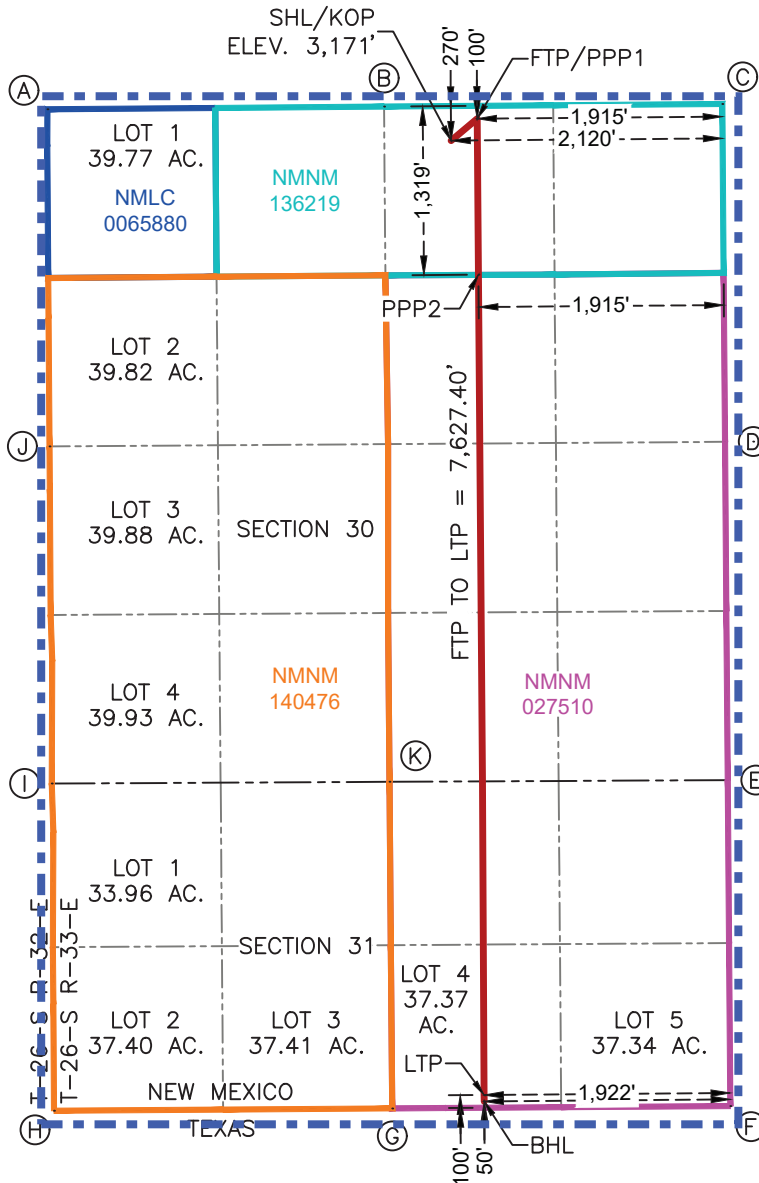 SHL/KOP
ELEV. 3,171'
270'
100'
FTP/PPP1
A
B
C
LOT 1
39.77 AC.
NMLC
0065880
NMNM
136219
1,319'
1,915'
2,120'
PPP2
1,915'
LOT 2
39.82 AC.
J
D
FTP TO LTP = 7,627.40'
LOT 3
39.88 AC.
SECTION 30
LOT 4
39.93 AC.
NMNM
140476
NMNM
027510
K
I
E
LOT 1
33.96 AC.
T-26-S R-32-E
T-26-S R-33-E
SECTION 31
LOT 4
37.37
AC.
LOT 2
37.40 AC.
LOT 3
37.41 AC.
LOT 5
37.34 AC.
LTP
NEW MEXICO
1,922'
H
TEXAS
G
100'
50'
BHL
F